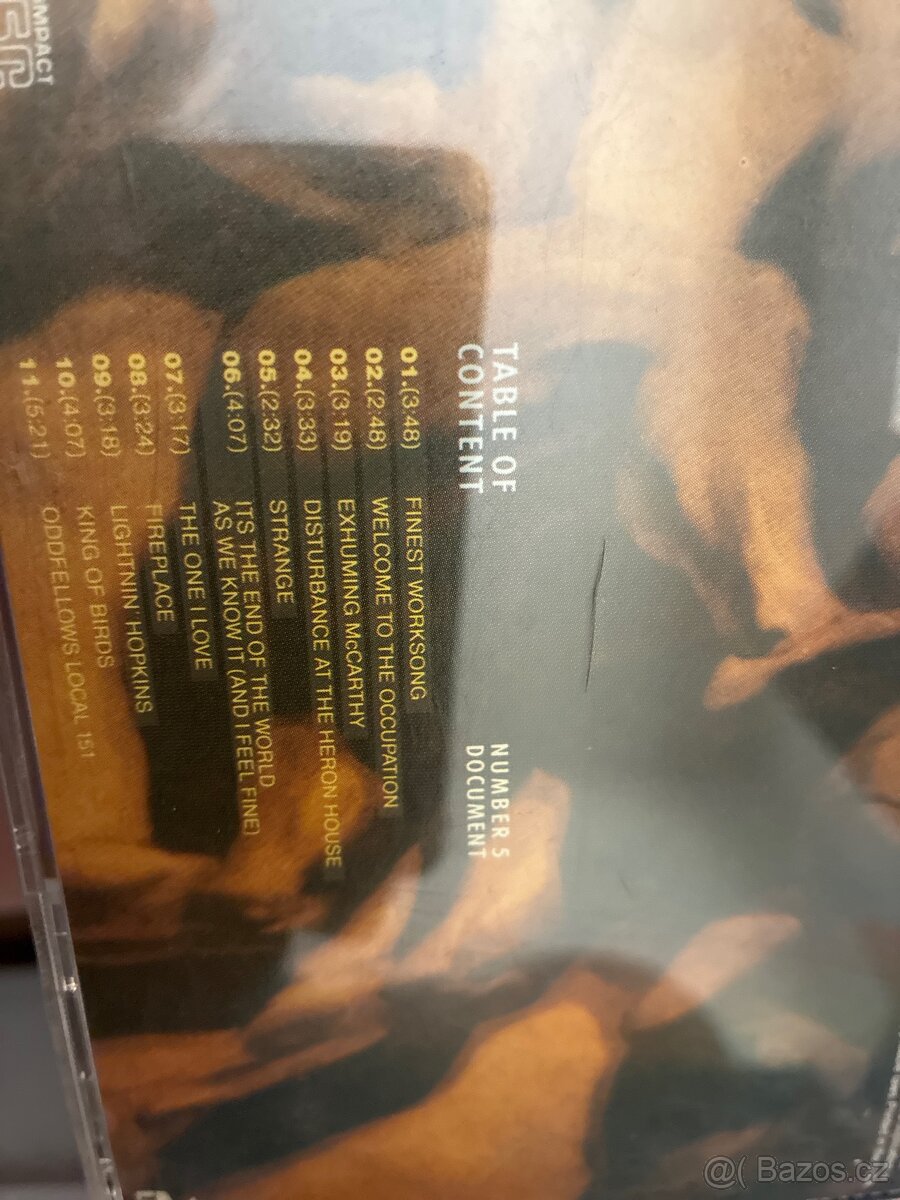 COMPACT
TABLE OF
CONTENT
NUMBER 5
DOCUMENT
01.(3:48) FINEST WORKSONG
02.(2:48) WELCOME TO THE OCCUPATION
03.(3:19) EXHUMING McCARTHY
04.(3:33) DISTURBANCE AT THE HERON HOUSE
05.(2:32) STRANGE
06.(4:07) ITS THE END OF THE WORLD
AS WE KNOW IT (AND I FEEL FINE)
07.(3:17) THE ONE I LOVE
08.(3:24) FIREPLACE
09.(3:18) LIGHTNIN' HOPKINS
10.(4:07) KING OF BIRDS
11.(5:21) ODDFELLOWS LOCAL 151
@( Bazos.cz